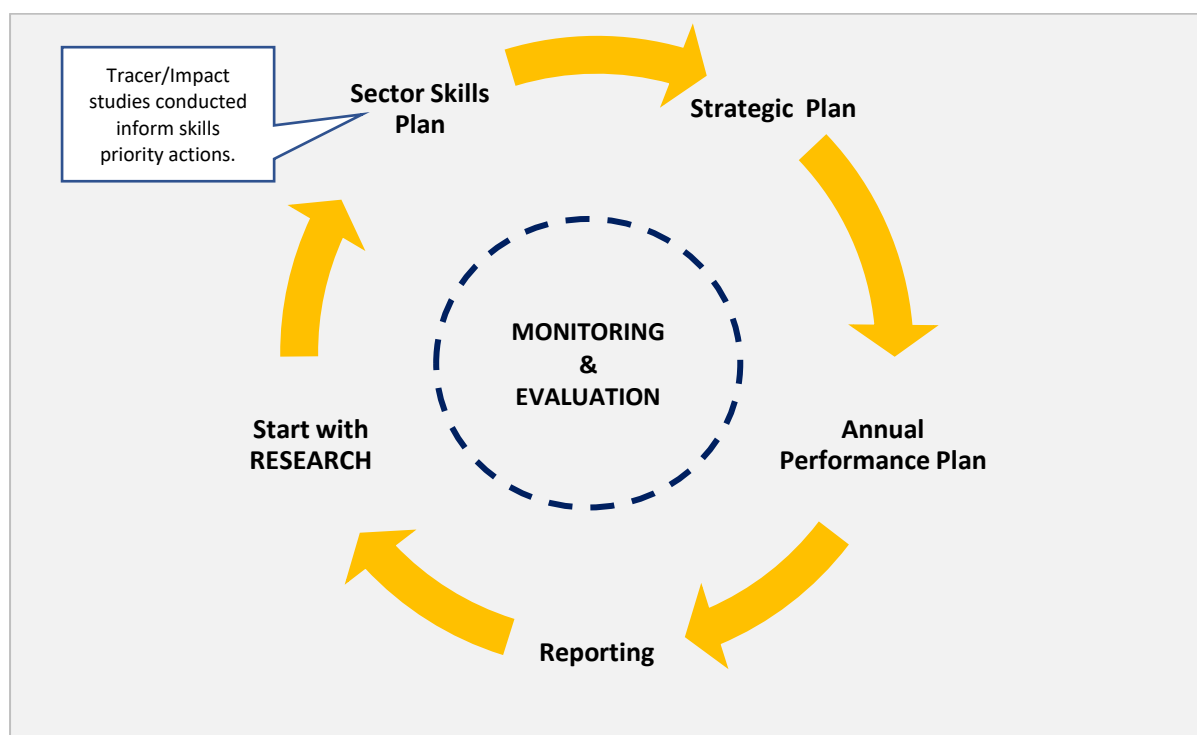 Tracer/Impact
studies conducted
inform skills
priority actions.
Sector Skills
Plan
Strategic Plan
MONITORING
&
EVALUATION
Start with
RESEARCH
Annual
Performance Plan
Reporting